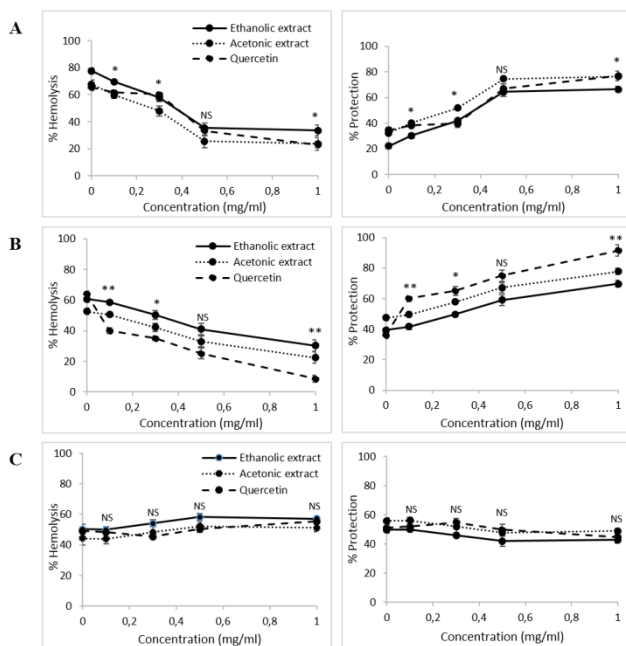 A
Ethanolic extract
Acetonic extract
Quercetin
% Hemolysis
100
80
60
40
20
0
* * NS *
0 0,2 0,4 0,6 0,8 1
Concentration (mg/ml)
% Protection
100
80
60
40
20
0
* * NS *
0 0,2 0,4 0,6 0,8 1
Concentration (mg/ml)
B
Ethanolic extract
Acetonic extract
Quercetin
% Hemolysis
100
80
60
40
20
0
** * NS **
0 0,2 0,4 0,6 0,8 1
Concentration (mg/ml)
% Protection
100
80
60
40
20
0
** * NS **
0 0,2 0,4 0,6 0,8 1
Concentration (mg/ml)
C
Ethanolic extract
Acetonic extract
Quercetin
% Hemolysis
100
80
60
40
20
0
NS NS NS NS
0 0,2 0,4 0,6 0,8 1
Concentration (mg/ml)
% Protection
100
80
60
40
20
0
NS NS NS NS
0 0,2 0,4 0,6 0,8 1
Concentration (mg/ml)